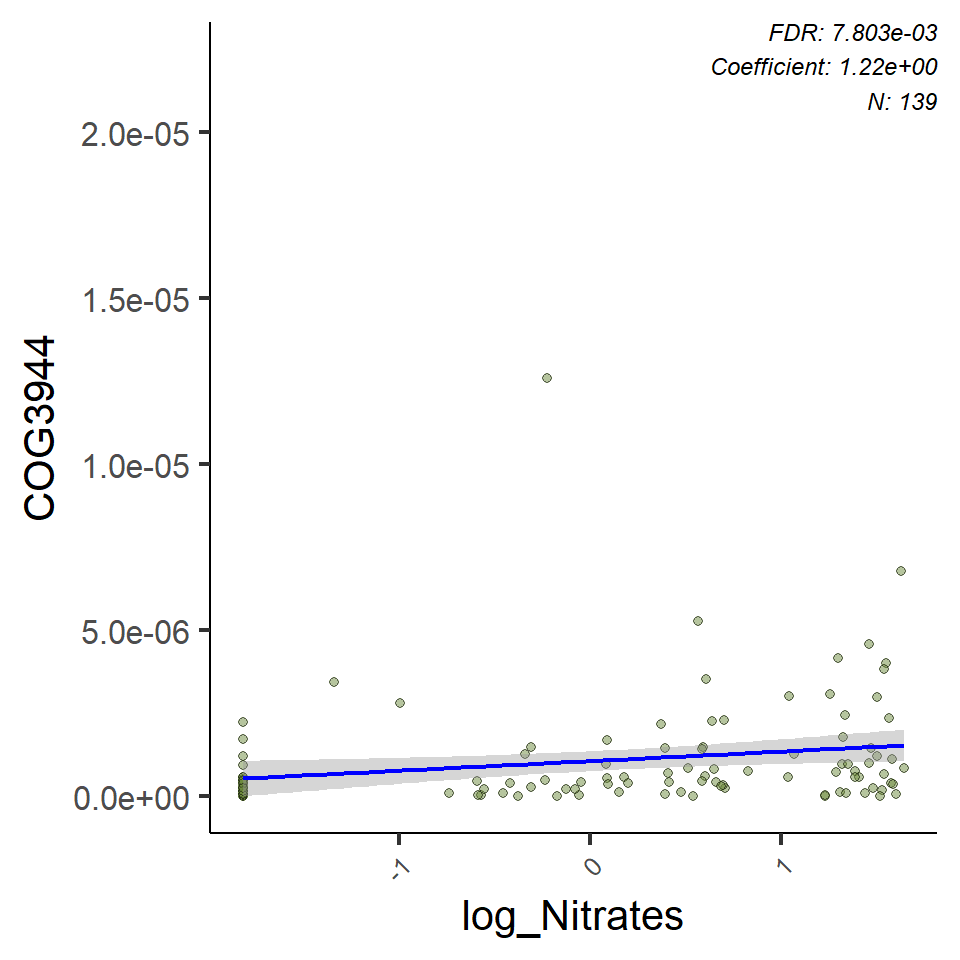 FDR: 7.803e-03
Coefficient: 1.22e+00
N: 139
2.0e-05
1.5e-05
1.0e-05
5.0e-06
0.0e+00
COG3944
-1
0
1
log_Nitrates